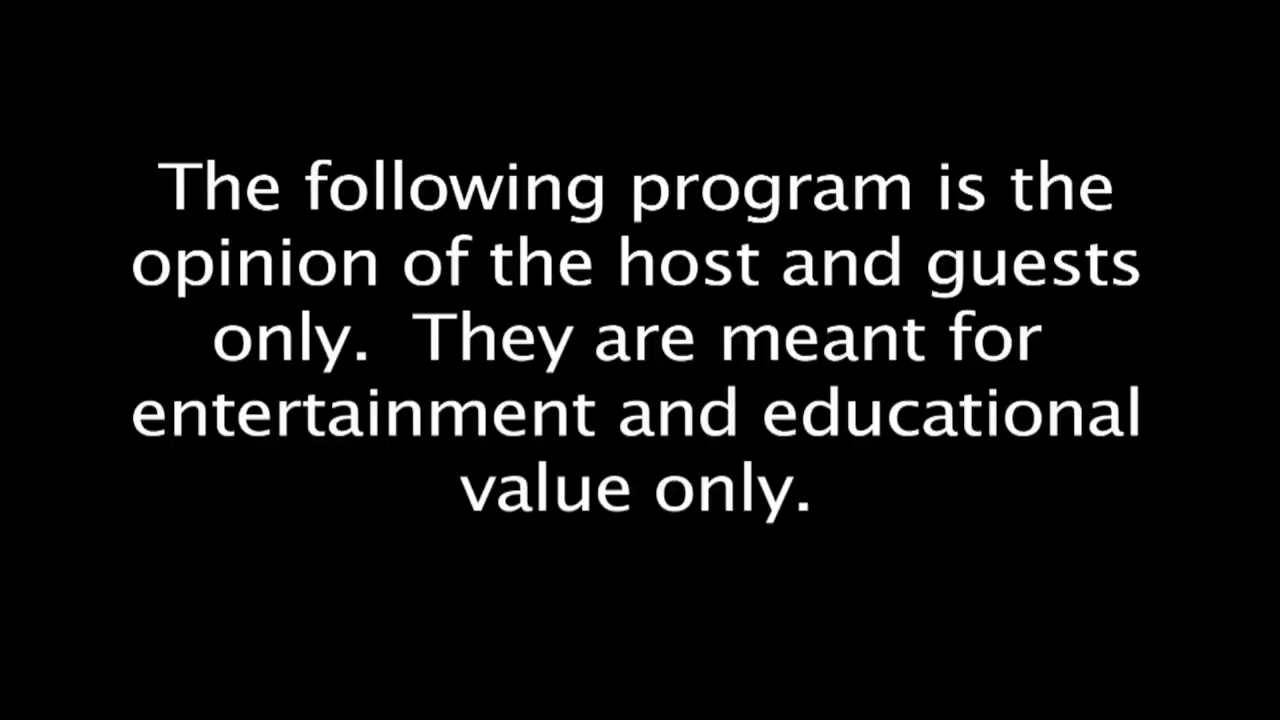 The following program is the
opinion of the host and guests
only.  They are meant for
entertainment and educational
value only.